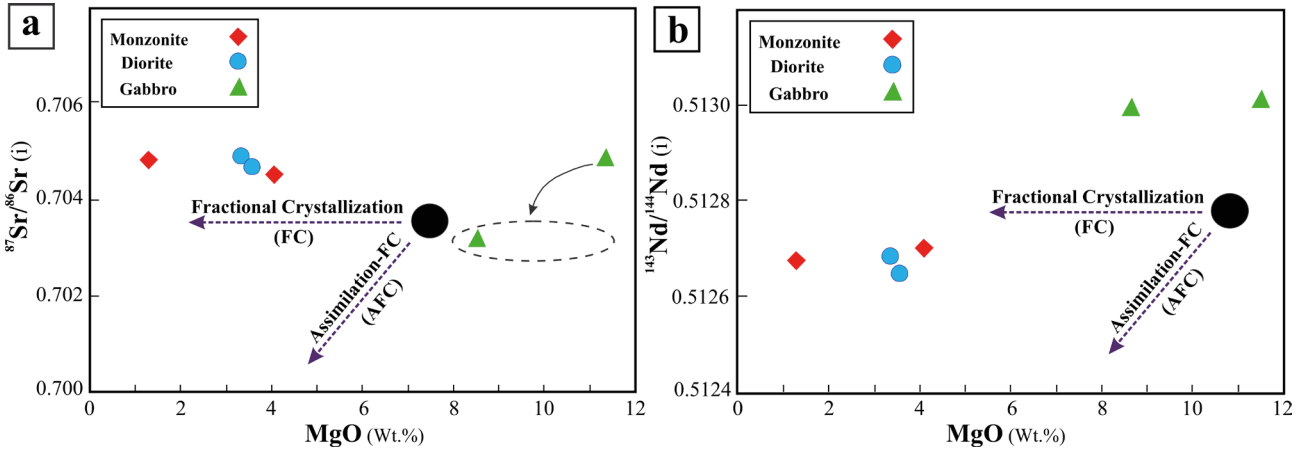 a
Monzonite
Diorite
Gabbro
0.706
0.704
0.702
0.700
87Sr/86Sr (i)
Fractional Crystallization
(FC)
Assimilation-FC
(AFC)
0 2 4 6 8 10 12
MgO (Wt.%)
b
Monzonite
Diorite
Gabbro
0.5130
0.5128
0.5126
0.5124
143Nd/144Nd (i)
Fractional Crystallization
(FC)
Assimilation-FC
(AFC)
0 2 4 6 8 10 12
MgO (Wt.%)